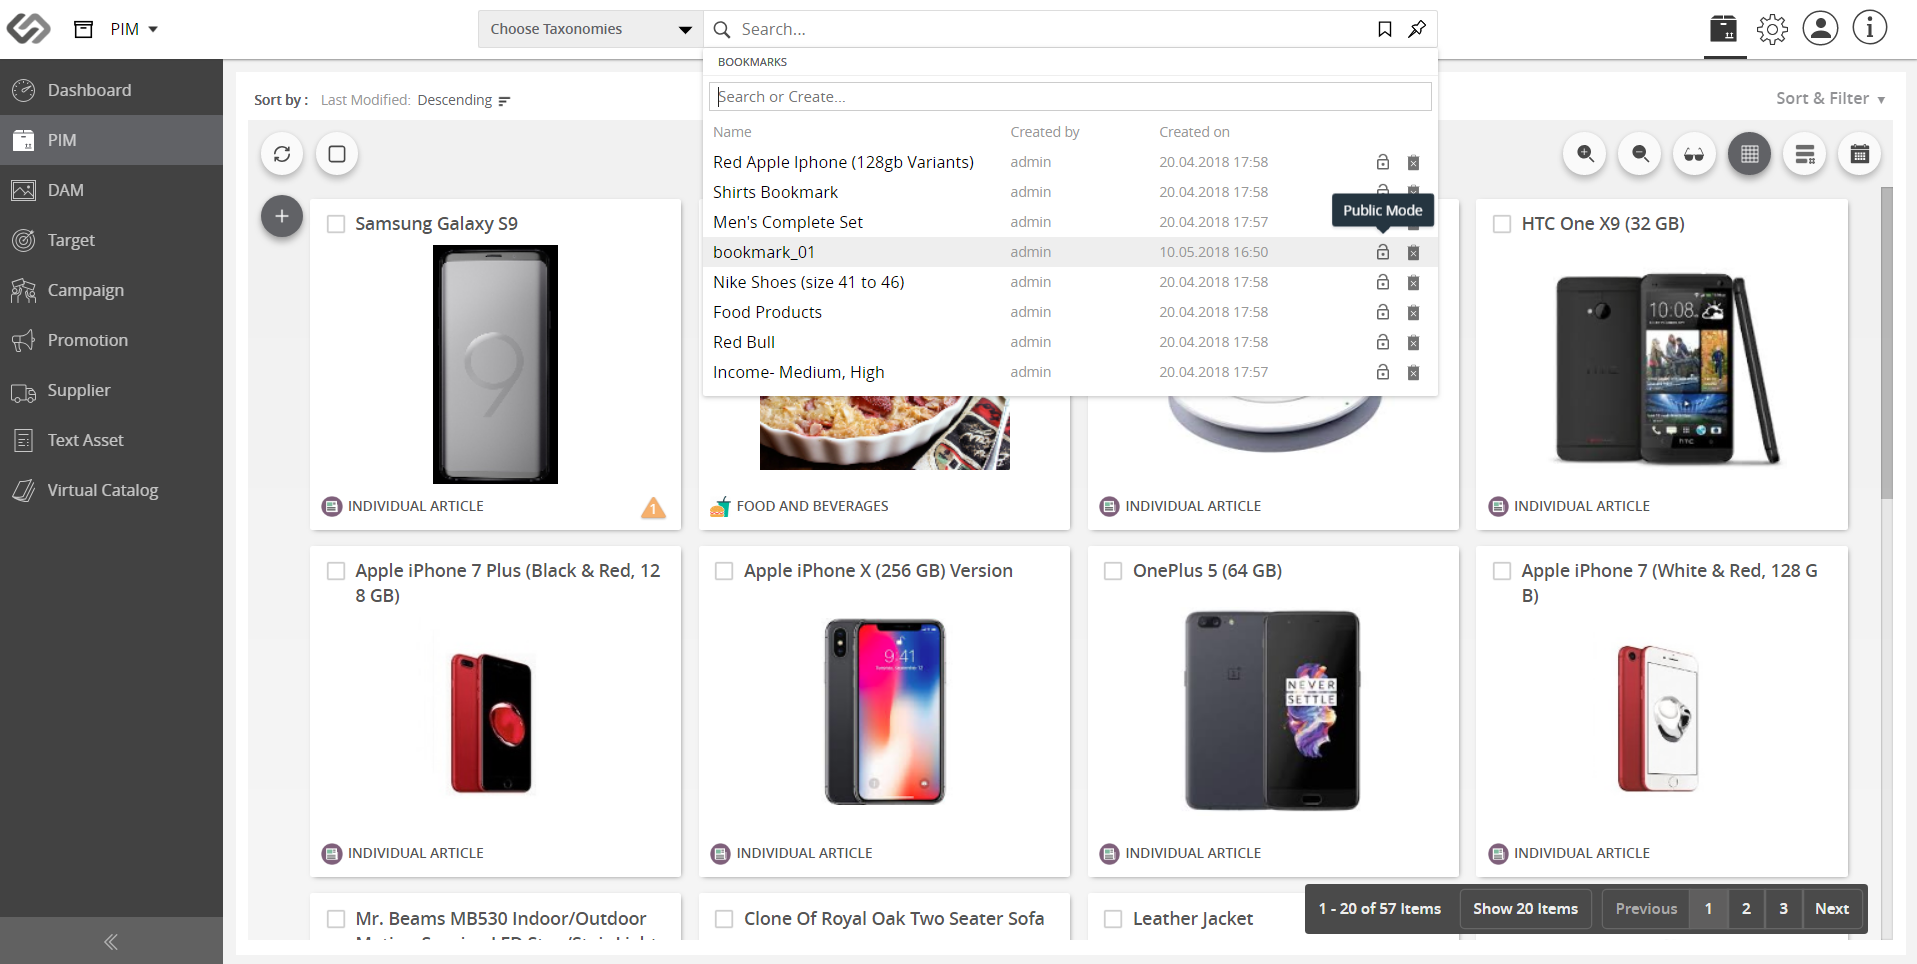 PIM
Choose Taxonomies
Search...
BOOKMARKS
Search or Create...
Name Created by Created on
Red Apple Iphone (128gb Variants) admin 20.04.2018 17:58
Shirts Bookmark admin 20.04.2018 17:58
Men's Complete Set admin 20.04.2018 17:57
Public Mode
bookmark_01 admin 10.05.2018 16:50
Nike Shoes (size 41 to 46) admin 20.04.2018 17:58
Food Products admin 20.04.2018 17:58
Red Bull admin 20.04.2018 17:58
Income- Medium, High admin 20.04.2018 17:57
Dashboard
PIM
DAM
Target
Campaign
Promotion
Supplier
Text Asset
Virtual Catalog
Sort by : Last Modified: Descending
Sort & Filter
Samsung Galaxy S9
9
INDIVIDUAL ARTICLE
1
FOOD AND BEVERAGES
INDIVIDUAL ARTICLE
HTC One X9 (32 GB)
10:08
hTC
INDIVIDUAL ARTICLE
Apple iPhone 7 Plus (Black & Red, 12
8 GB)
INDIVIDUAL ARTICLE
Apple iPhone X (256 GB) Version
9:41
INDIVIDUAL ARTICLE
OnePlus 5 (64 GB)
NEVER
SETTLE
INDIVIDUAL ARTICLE
Apple iPhone 7 (White & Red, 128 G
B)
INDIVIDUAL ARTICLE
Mr. Beams MB530 Indoor/Outdoor
Clone Of Royal Oak Two Seater Sofa
Leather Jacket
1 - 20 of 57 Items
Show 20 Items
Previous 1 2 3 Next